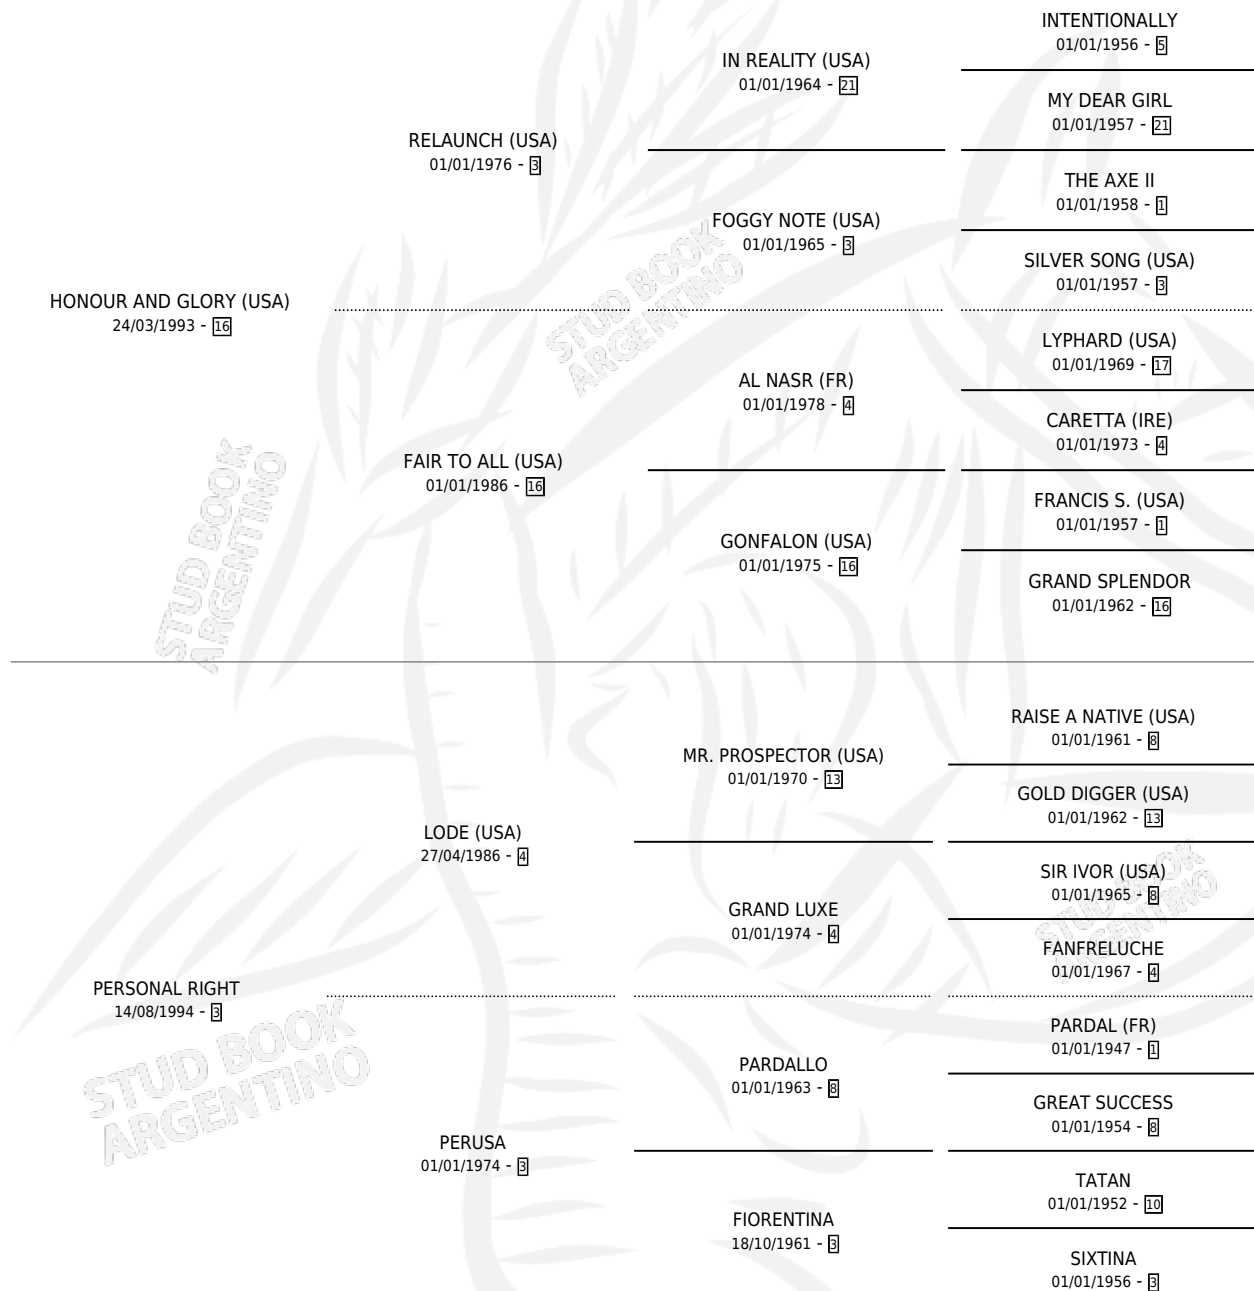 INTENTIONALLY
01/01/1956 - 5
IN REALITY (USA)
01/01/1964 - 21
MY DEAR GIRL
01/01/1957 - 21
RELAUNCH (USA)
01/01/1976 - 3
THE AXE II
01/01/1958 - 1
FOGGY NOTE (USA)
01/01/1965 - 3
SILVER SONG (USA)
01/01/1957 - 3
HONOUR AND GLORY (USA)
24/03/1993 - 16
STUD BOOK
ARGENTINO
LYPHARD (USA)
01/01/1969 - 17
AL NASR (FR)
01/01/1978 - 4
CARETTA (IRE)
01/01/1973 - 4
FAIR TO ALL (USA)
01/01/1986 - 16
FRANCIS S. (USA)
01/01/1957 - 1
GONFALON (USA)
01/01/1975 - 16
GRAND SPLENDOR
01/01/1962 - 16
STUD BOOK
ARGENTINO
RAISE A NATIVE (USA)
01/01/1961 - 8
MR. PROSPECTOR (USA)
01/01/1970 - 13
GOLD DIGGER (USA)
01/01/1962 - 13
LODE (USA)
27/04/1986 - 4
SIR IVOR (USA)
01/01/1965 - 8
STUD BOOK
ARGENTINO
GRAND LUXE
01/01/1974 - 4
FANFRELUCHE
01/01/1967 - 4
PERSONAL RIGHT
14/08/1994 - 3
STUD BOOK
ARGENTINO
PARDAL (FR)
01/01/1947 - 1
PARDALLO
01/01/1963 - 8
GREAT SUCCESS
01/01/1954 - 8
PERUSA
01/01/1974 - 3
TATAN
01/01/1952 - 10
FIORENTINA
18/10/1961 - 3
SIXTINA
01/01/1956 - 3